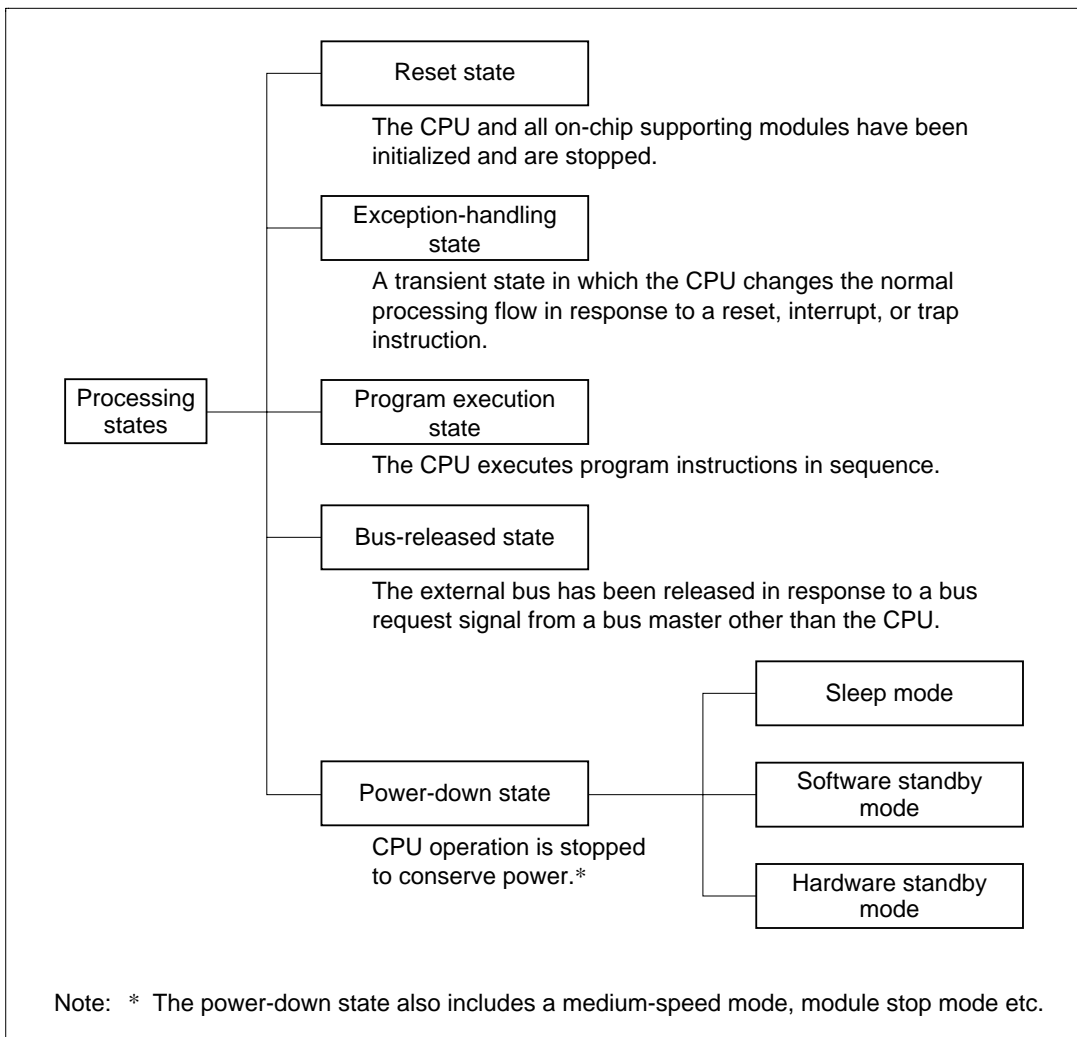 Reset state
The CPU and all on-chip supporting modules have been
initialized and are stopped.
Exception-handling
state
A transient state in which the CPU changes the normal
processing flow in response to a reset, interrupt, or trap
instruction.
Processing
states
Program execution
state
The CPU executes program instructions in sequence.
Bus-released state
The external bus has been released in response to a bus
request signal from a bus master other than the CPU.
Sleep mode
Power-down state
Software standby
mode
CPU operation is stopped
to conserve power.*
Hardware standby
mode
Note: * The power-down state also includes a medium-speed mode, module stop mode etc.